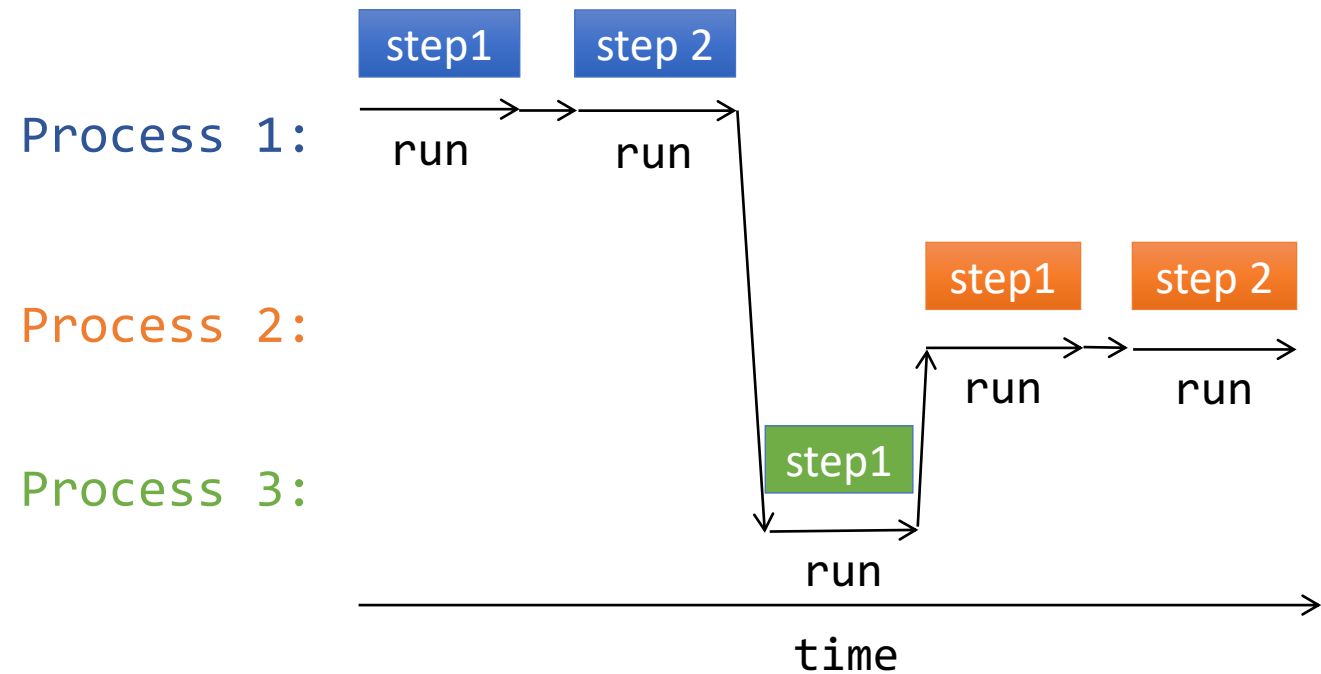 step1 step 2
Process 1:
run run
step1 step 2
Process 2:
run run
step1
Process 3:
run
time